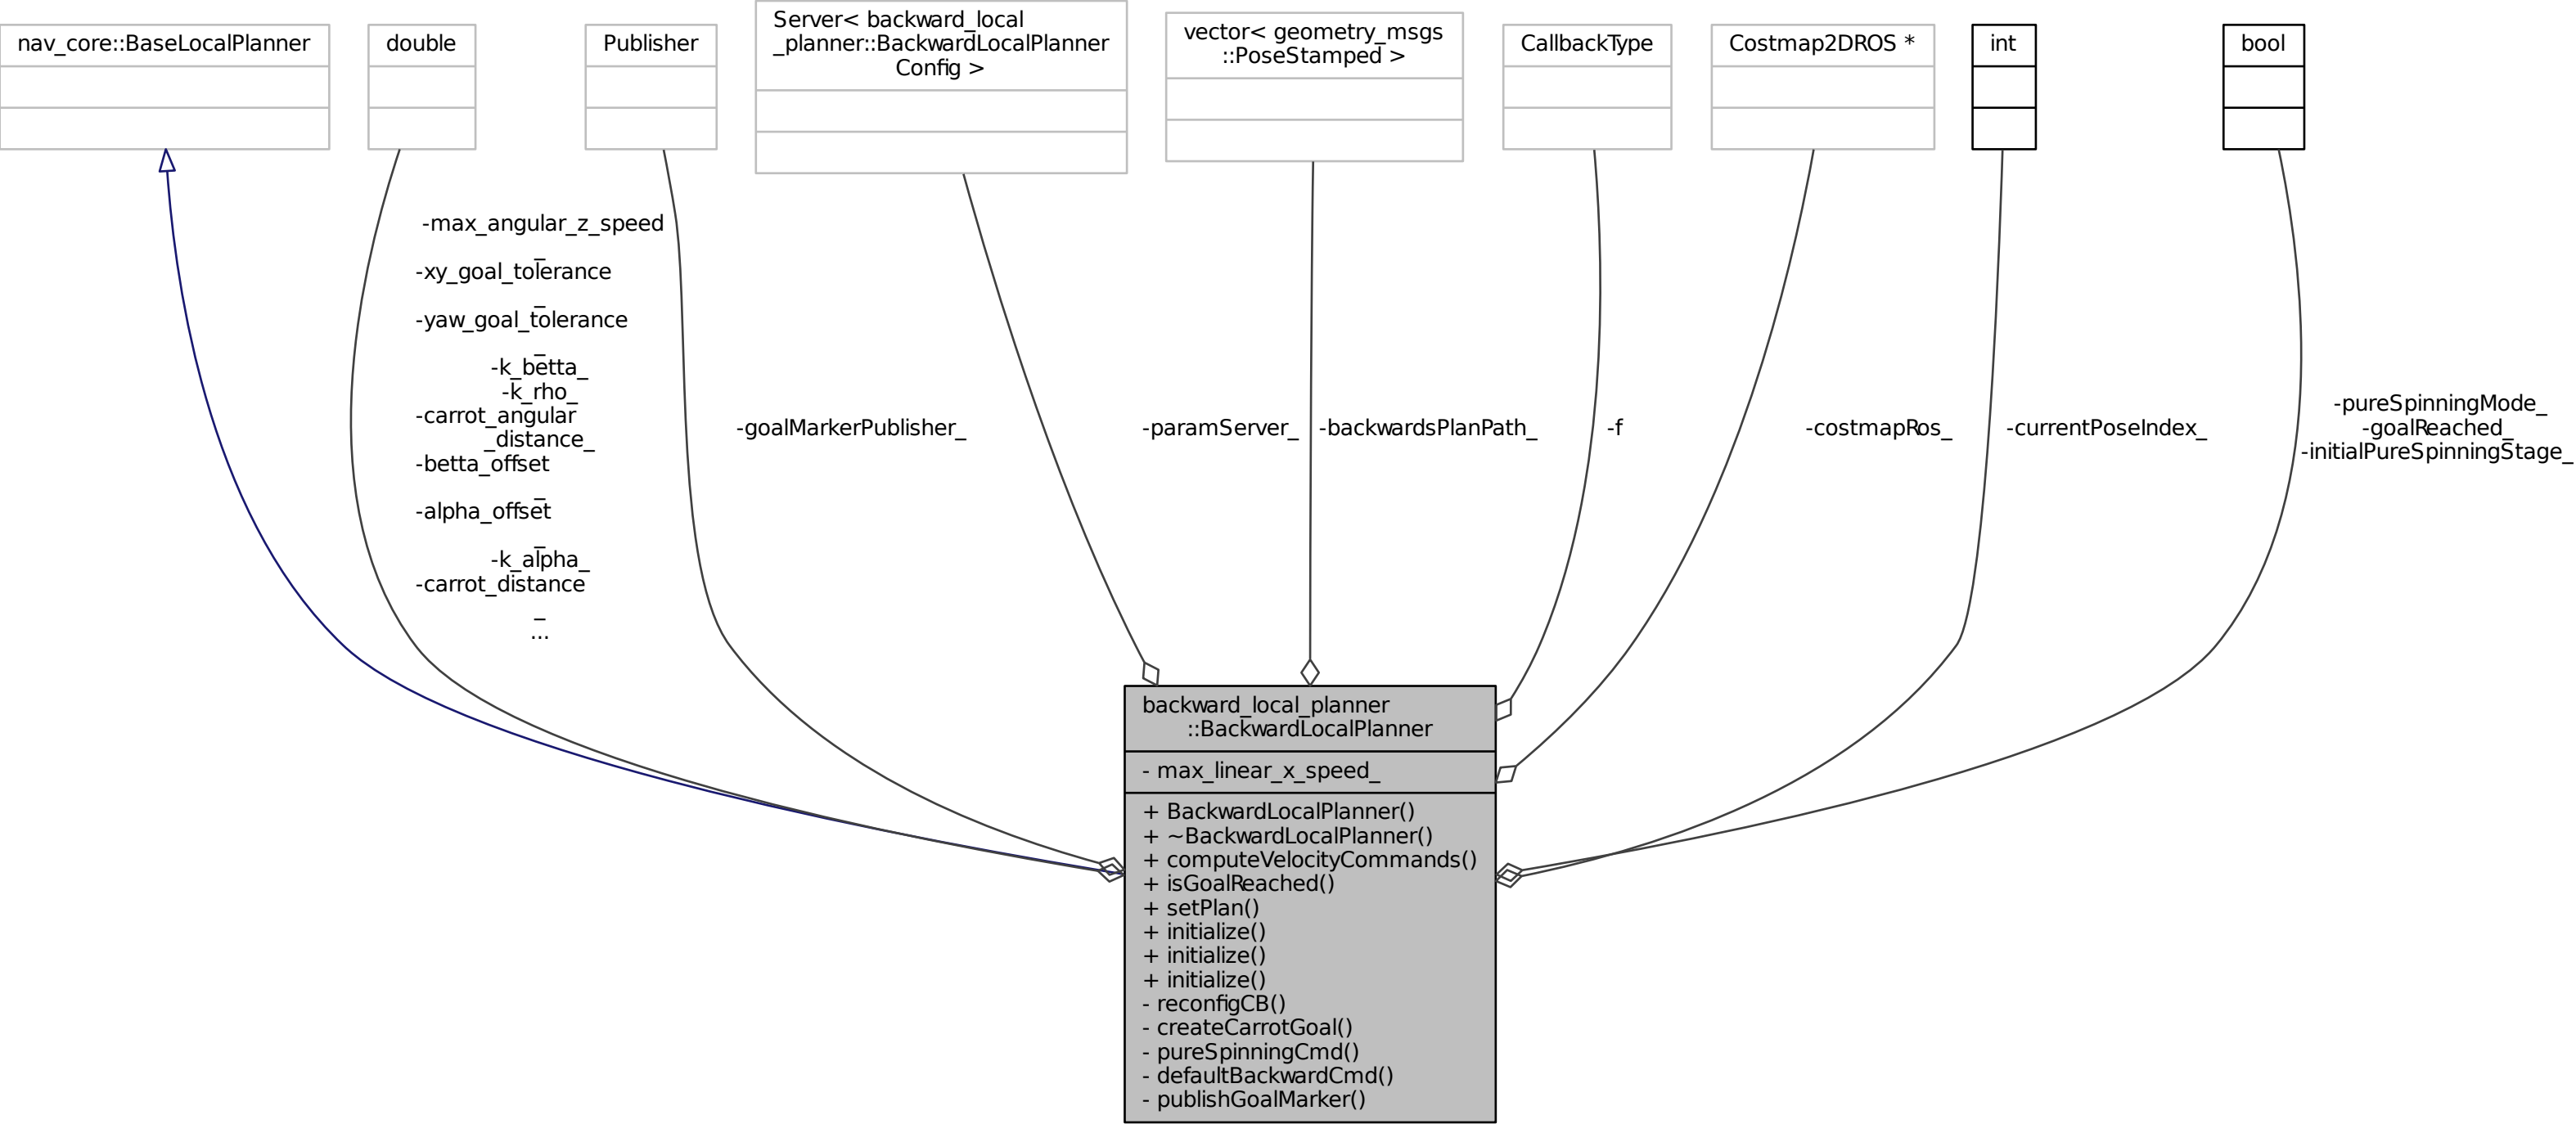 nav_core::BaseLocalPlanner
double
Publisher
Server< backward_local
_planner::BackwardLocalPlanner
Config >
vector< geometry_msgs
::PoseStamped >
CallbackType
Costmap2DROS *
int
bool
-max_angular_z_speed
_
-xy_goal_tolerance
_
-yaw_goal_tolerance
_
-k_betta_
-k_rho_
-carrot_angular
_distance_
-betta_offset
_
-alpha_offset
_
-k_alpha_
-carrot_distance
_
...
-goalMarkerPublisher_
-paramServer_
-backwardsPlanPath_
-f
-costmapRos_
-currentPoseIndex_
-pureSpinningMode_
-goalReached_
-initialPureSpinningStage_
backward_local_planner
::BackwardLocalPlanner
- max_linear_x_speed_
+ BackwardLocalPlanner()
+ ~BackwardLocalPlanner()
+ computeVelocityCommands()
+ isGoalReached()
+ setPlan()
+ initialize()
+ initialize()
+ initialize()
- reconfigCB()
- createCarrotGoal()
- pureSpinningCmd()
- defaultBackwardCmd()
- publishGoalMarker()